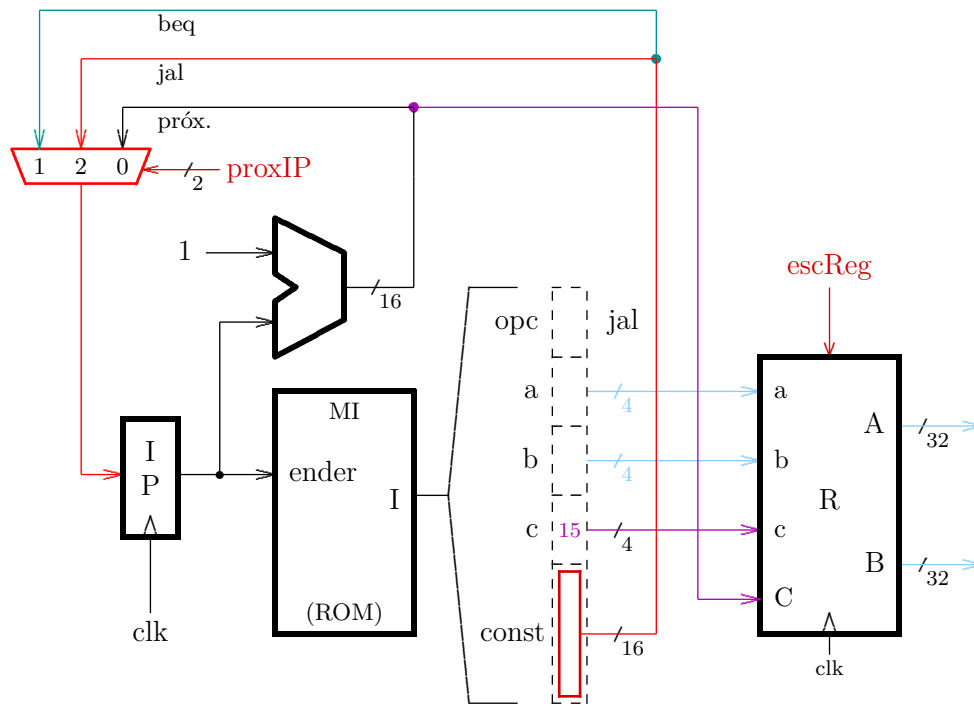 beq
jal
próx.
1 2 0
proxIP
2
1
16
escReg
opc
jal
a
4
a
MI
I
P
ender
I
A
32
b
4
b
R
c
15
4
c
B
32
C
(ROM)
const
16
clk
clk